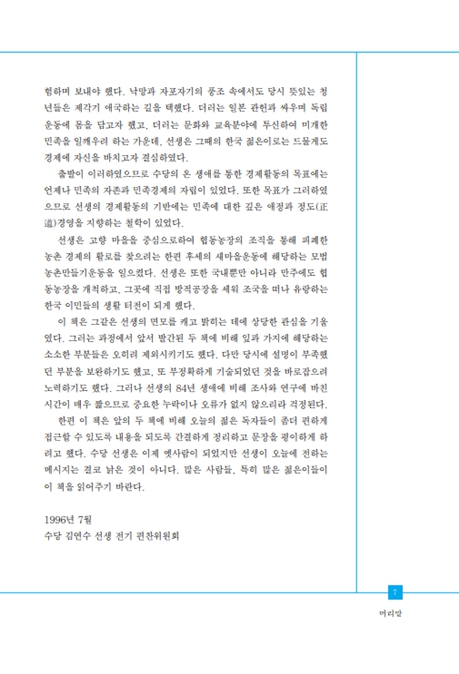 험하며 보내야 했다. 낙망과 자포자기의 풍조 속에서도 당시 뜻있는 청
년들은 제각기 애국하는 길을 택했다. 더러는 일본 관헌과 싸우며 독립
운동에 몸을 담고자 했고, 더러는 문화와 교육분야에 투신하여 미개한
민족을 일깨우려 하는 가운데, 선생은 그때의 한국 젊은이로는 드물게도
경제에 자신을 바치고자 결심하였다.
출발이 이러하였으므로 수당의 온 생애를 통한 경제활동의 목표에는
언제나 민족의 자존과 민족경제의 자립이 있었다. 또한 목표가 그러하였
으므로 선생의 경제활동의 기반에는 민족에 대한 깊은 애정과 정도(正
道)경영을 지향하는 철학이 있었다.
선생은 고향 마을을 중심으로하여 협동농장의 조직을 통해 피폐한
농촌 경제의 활로를 찾으려는 한편 후세의 새마을운동에 해당하는 모범
농촌만들기운동을 일으켰다. 선생은 또한 국내뿐만 아니라 만주에도 협
동농장을 개척하고, 그곳에 직접 방적공장을 세워 조국을 떠나 유랑하는
한국 이민들의 생활 터전이 되게 했다.
이 책은 그같은 선생의 면모를 캐고 밝히는 데에 상당한 관심을 기울
였다. 그러는 과정에서 앞서 발간된 두 책에 비해 잎과 가지에 해당하는
소소한 부분들은 오히려 제외시키기도 했다. 다만 당시에 설명이 부족했
던 부분을 보완하기도 했고, 또 부정확하게 기술되었던 것을 바로잡으려
노력하기도 했다. 그러나 선생의 84년 생애에 비해 조사와 연구에 바친
시간이 매우 짧으므로 중요한 누락이나 오류가 없지 않으리라 걱정된다.
한편 이 책은 앞의 두 책에 비해 오늘의 젊은 독자들이 좀더 편하게
접근할 수 있도록 내용을 되도록 간결하게 정리하고 문장을 평이하게 하
려고 했다. 수당 선생은 이제 옛사람이 되었지만 선생이 오늘에 전하는
메시지는 결코 낡은 것이 아니다. 많은 사람들, 특히 많은 젊은이들이
이 책을 읽어주기 바란다.
1996년 7월
수당 김연수 선생 전기 편찬위원회
7
머리말